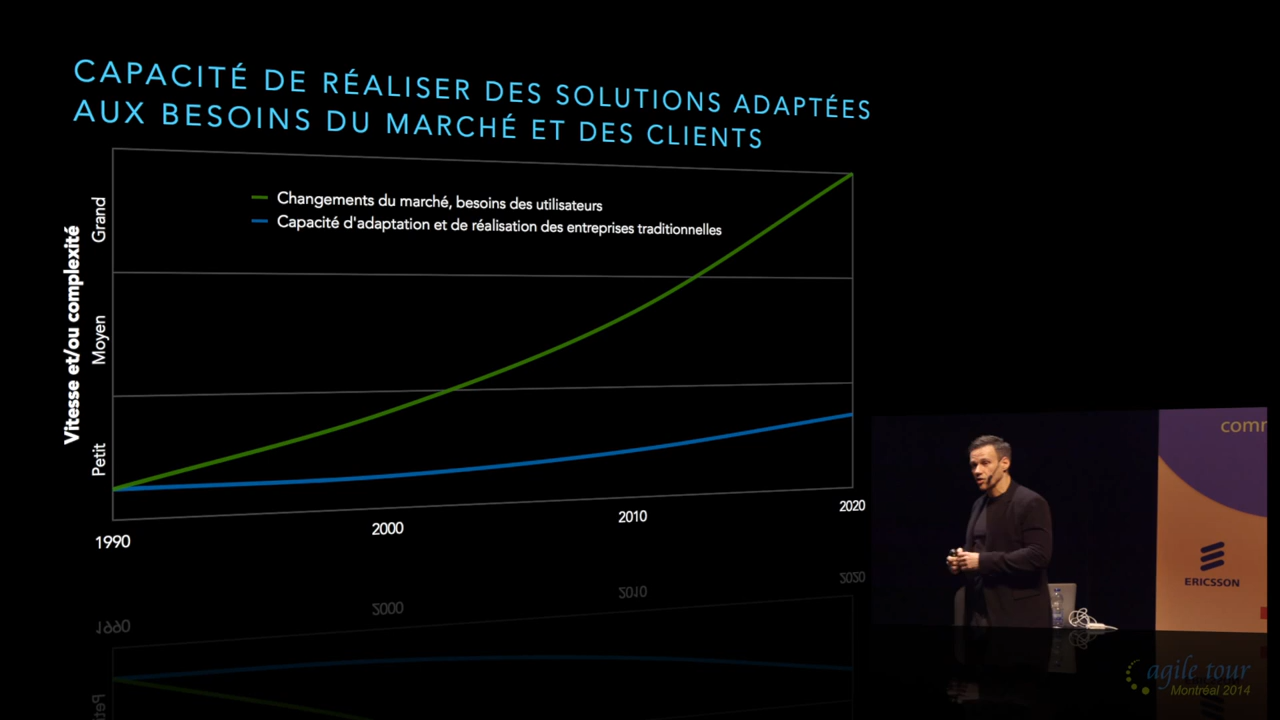 CAPACITÉ DE RÉALISER DES SOLUTIONS ADAPTÉES
AUX BESOINS DU MARCHÉ ET DES CLIENTS
Changements du marché, besoins des utilisateurs
Capacité d'adaptation et de réalisation des entreprises traditionnelles
Vitesse et/ou complexité
Grand
Moyen
Petit
1990
2000
2010
2020
ERICSSON
agile tour
Montréal 2014